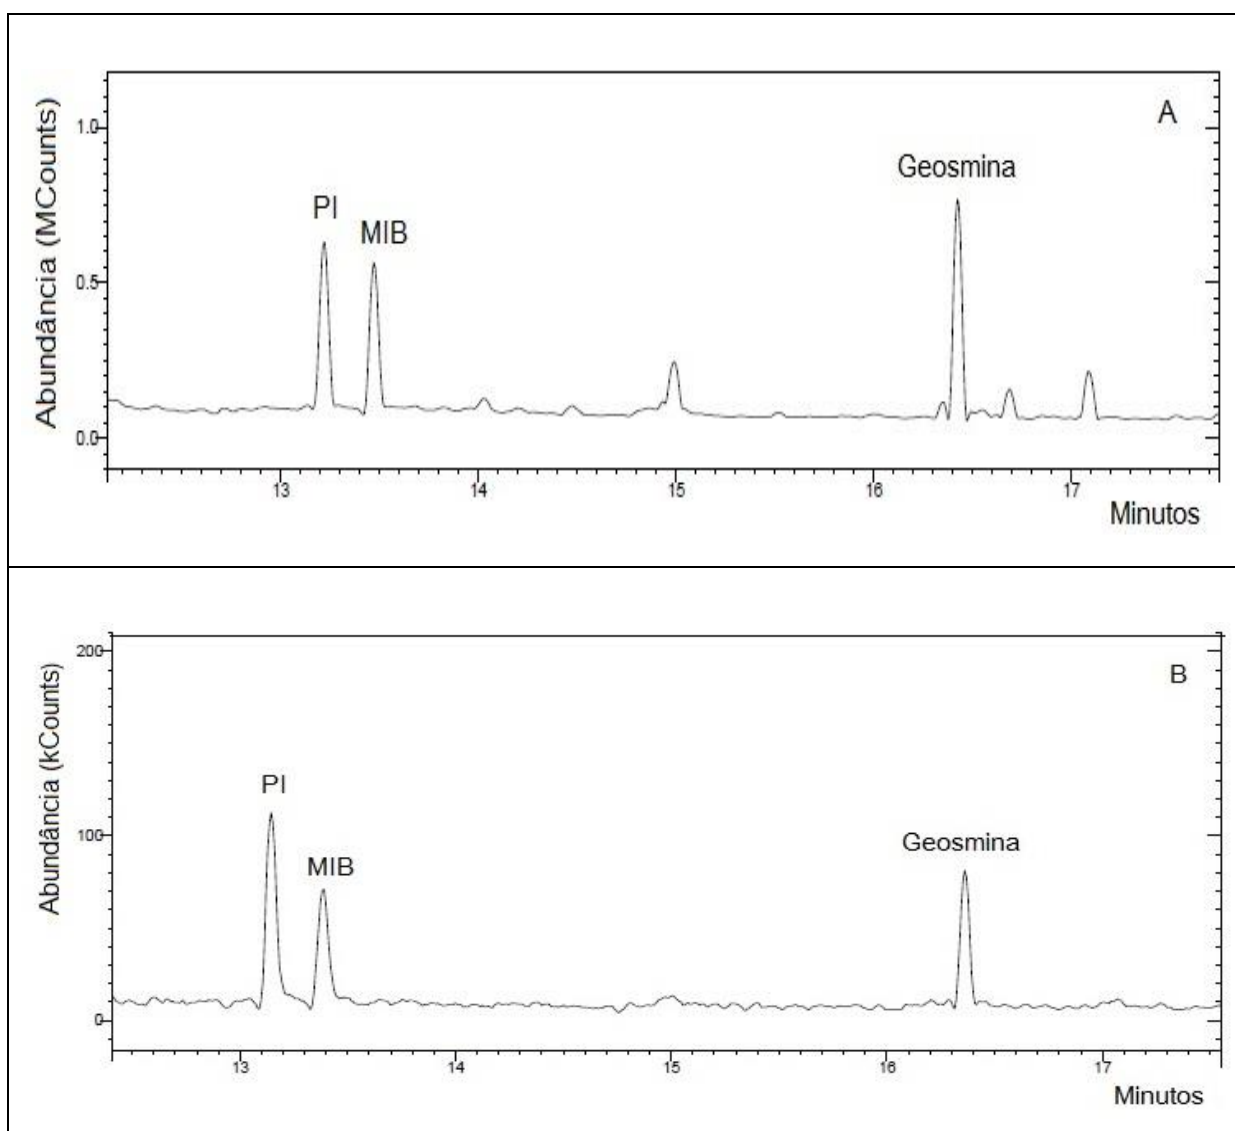 A
Abundância (MCounts)
1.0
0.5
0.0
PI
MIB
Geosmina
13 14 15 16 17
Minutos
B
Abundância (kCounts)
200
100
0
PI
MIB
Geosmina
13 14 15 16 17
Minutos